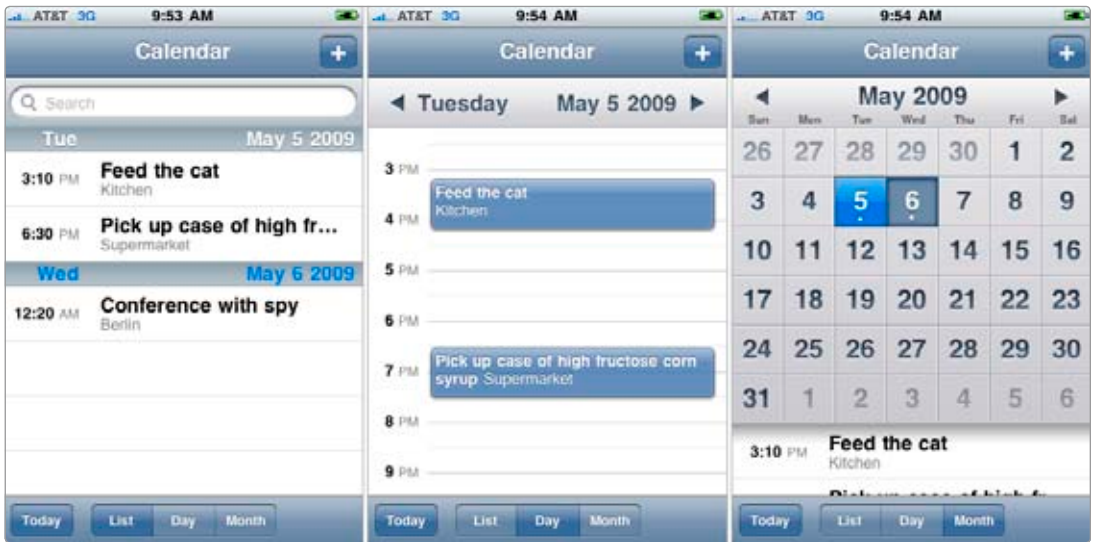 AT&T 3G 9:53 AM
Calendar +
Search
Tue May 5 2009
3:10 PM Feed the cat
Kitchen
6:30 PM Pick up case of high fr...
Supermarket
Wed May 6 2009
12:20 AM Conference with spy
Berlin
Today List Day Month
AT&T 3G 9:54 AM
Calendar +
◀ Tuesday May 5 2009 ▶
3 PM
Feed the cat
Kitchen
4 PM
5 PM
6 PM
Pick up case of high fructose corn
7 PM
syrup Supermarket
8 PM
9 PM
Today List Day Month
AT&T 3G 9:54 AM
Calendar +
◀ May 2009 ▶
Sun Mon Tue Wed Thu Fri Sat
26 27 28 29 30 1 2
3 4 5 6 7 8 9
10 11 12 13 14 15 16
17 18 19 20 21 22 23
24 25 26 27 28 29 30
31 1 2 3 4 5 6
3:10 PM Feed the cat
Kitchen
Pick up case of high fr
Today List Day Month